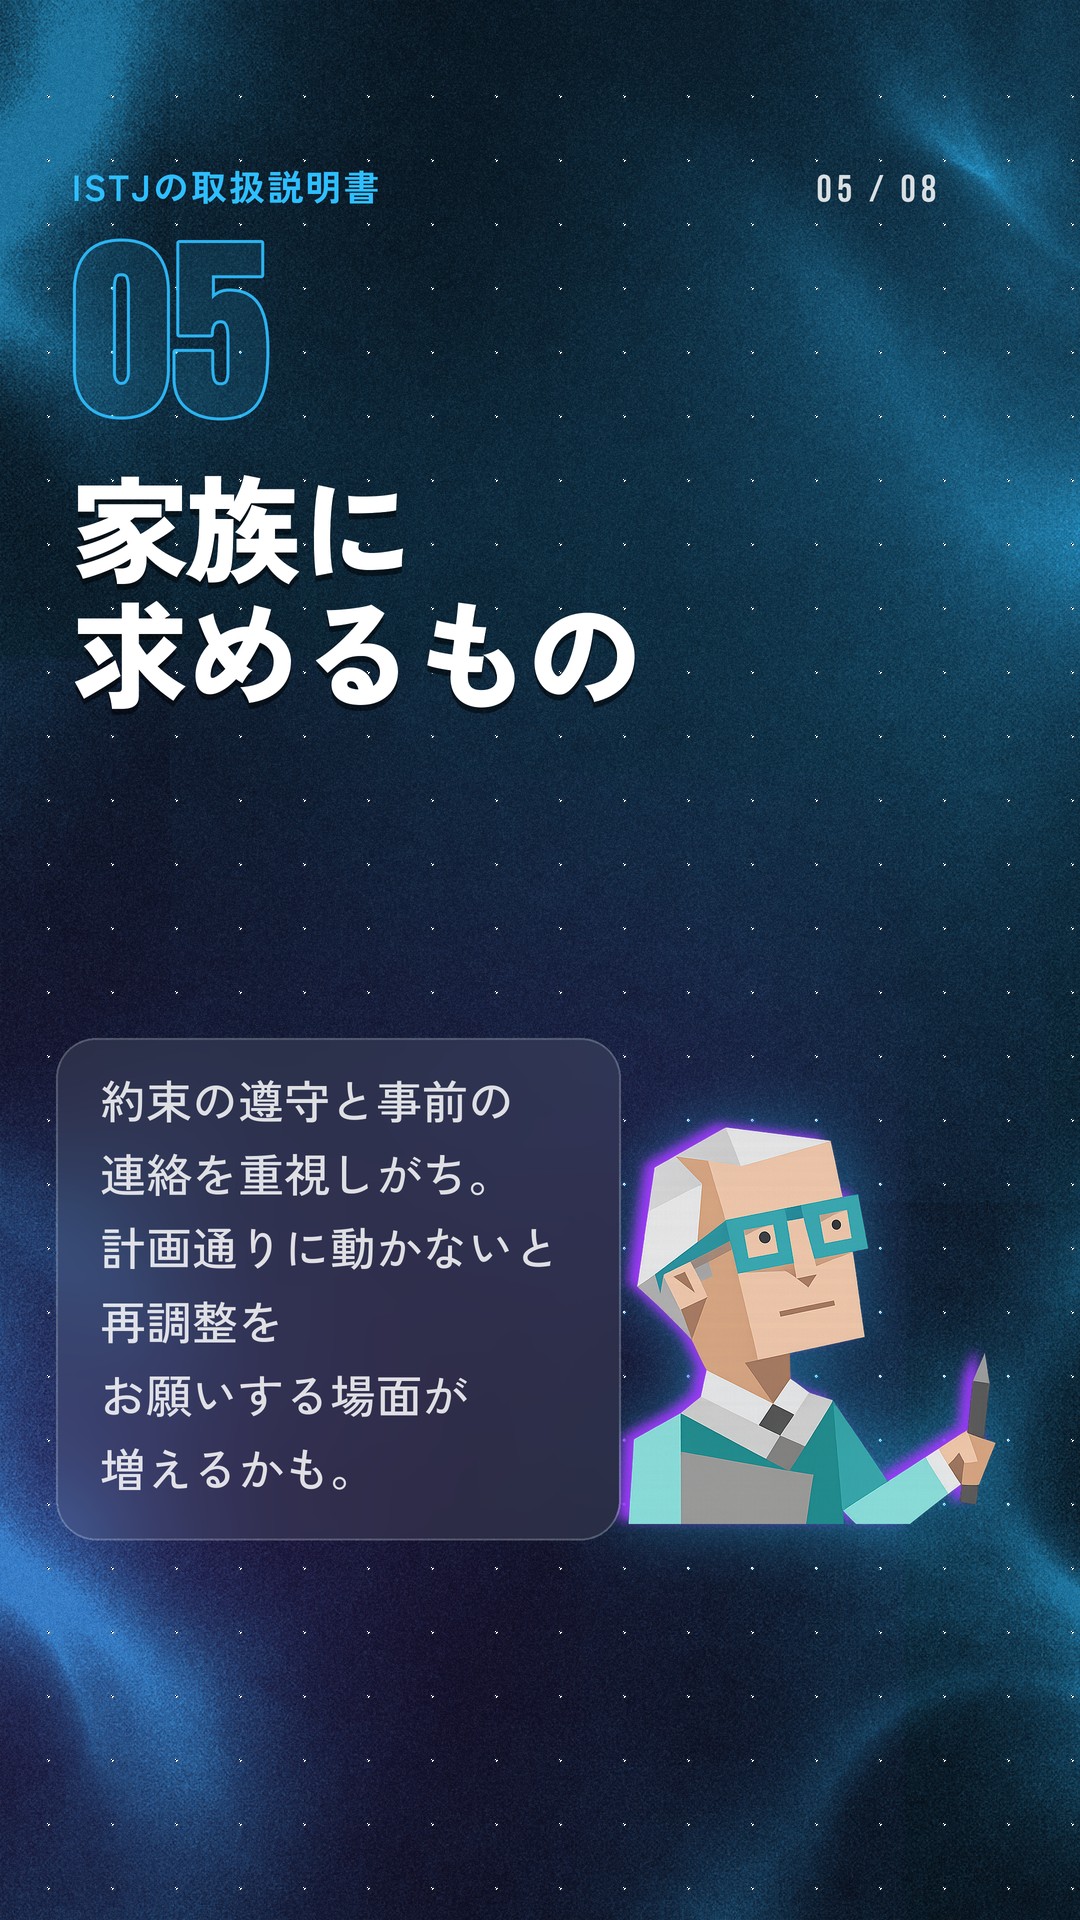 ISTJの取扱説明書
05 / 08
05
家族に
求めるもの
約束の遵守と事前の
連絡を重視しがち。
計画通りに動かないと
再調整を
お願いする場面が
増えるかも。